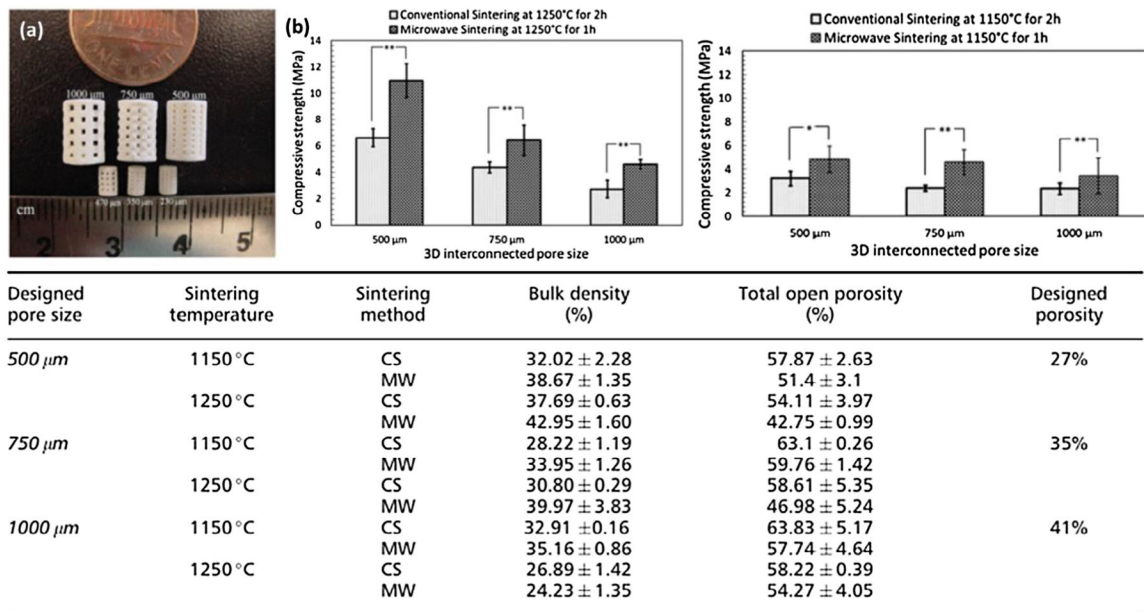 (a)
ONE CENT
1000 μm 750 μm 500 μm
470 μm 350 μm 230 μm
cm 2 3 4 5
(b)
Conventional Sintering at 1250°C for 2h
Microwave Sintering at 1250°C for 1h
Compressive strength (MPa)
14
12
10
8
6
4
2
0
** ** **
500 μm 750 μm 1000 μm
3D interconnected pore size
Conventional Sintering at 1150°C for 2h
Microwave Sintering at 1150°C for 1h
Compressive strength (MPa)
14
12
10
8
6
4
2
0
* ** **
500 μm 750 μm 1000 μm
3D interconnected pore size
Designed Sintering Sintering Bulk density Total open porosity Designed
pore size temperature method (%) (%) porosity
500 μm 1150 °C CS 32.02 ± 2.28 57.87 ± 2.63 27%
MW 38.67 ± 1.35 51.4 ± 3.1
1250 °C CS 37.69 ± 0.63 54.11 ± 3.97
MW 42.95 ± 1.60 42.75 ± 0.99
750 μm 1150 °C CS 28.22 ± 1.19 63.1 ± 0.26 35%
MW 33.95 ± 1.26 59.76 ± 1.42
1250 °C CS 30.80 ± 0.29 58.61 ± 5.35
MW 39.97 ± 3.83 46.98 ± 5.24
1000 μm 1150 °C CS 32.91 ± 0.16 63.83 ± 5.17 41%
MW 35.16 ± 0.86 57.74 ± 4.64
1250 °C CS 26.89 ± 1.42 58.22 ± 0.39
MW 24.23 ± 1.35 54.27 ± 4.05